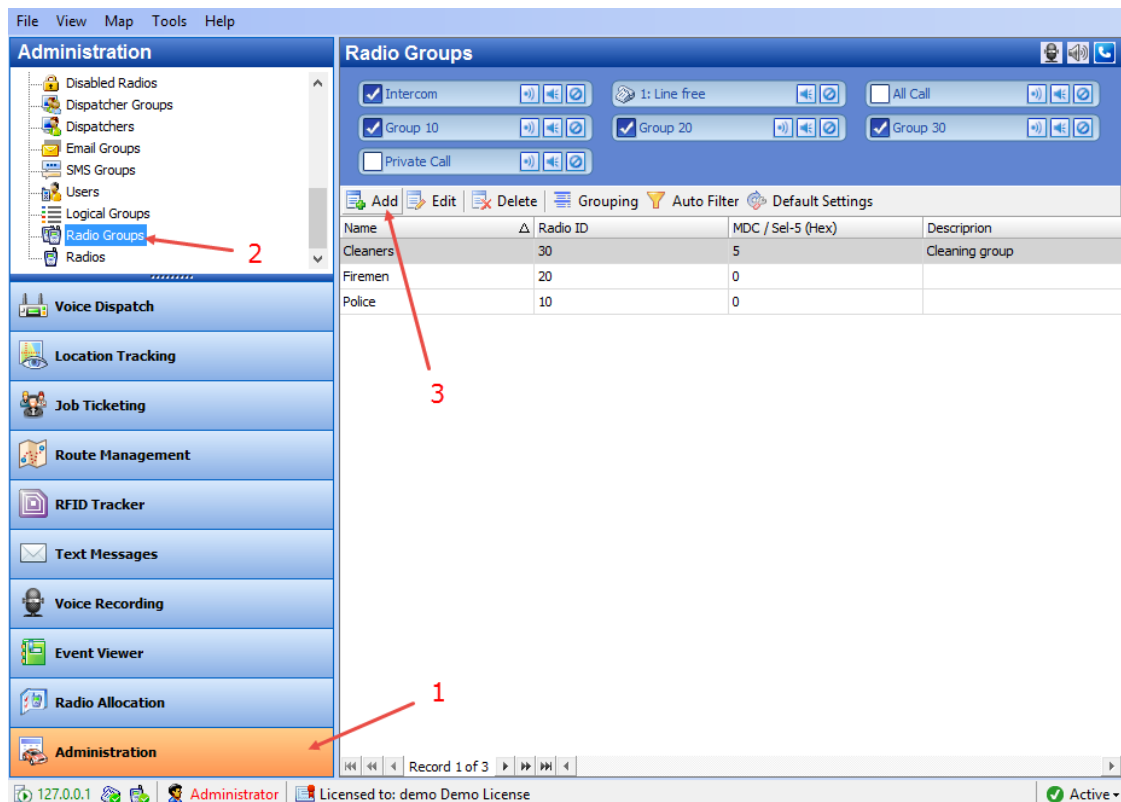 File View Map Tools Help
Administration
Disabled Radios
Dispatcher Groups
Dispatchers
Email Groups
SMS Groups
Users
Logical Groups
Radio Groups
Radios
2
Voice Dispatch
Location Tracking
Job Ticketing
Route Management
RFID Tracker
Text Messages
Voice Recording
Event Viewer
Radio Allocation
Administration
1
Radio Groups
Intercom 1: Line free All Call
Group 10 Group 20 Group 30
Private Call
Add Edit Delete Grouping Auto Filter Default Settings
Name Radio ID MDC / Sel-5 (Hex) Descriprion
Cleaners 30 5 Cleaning group
Firemen 20 0
Police 10 0
3
Record 1 of 3
127.0.0.1 Administrator Licensed to: demo Demo License Active